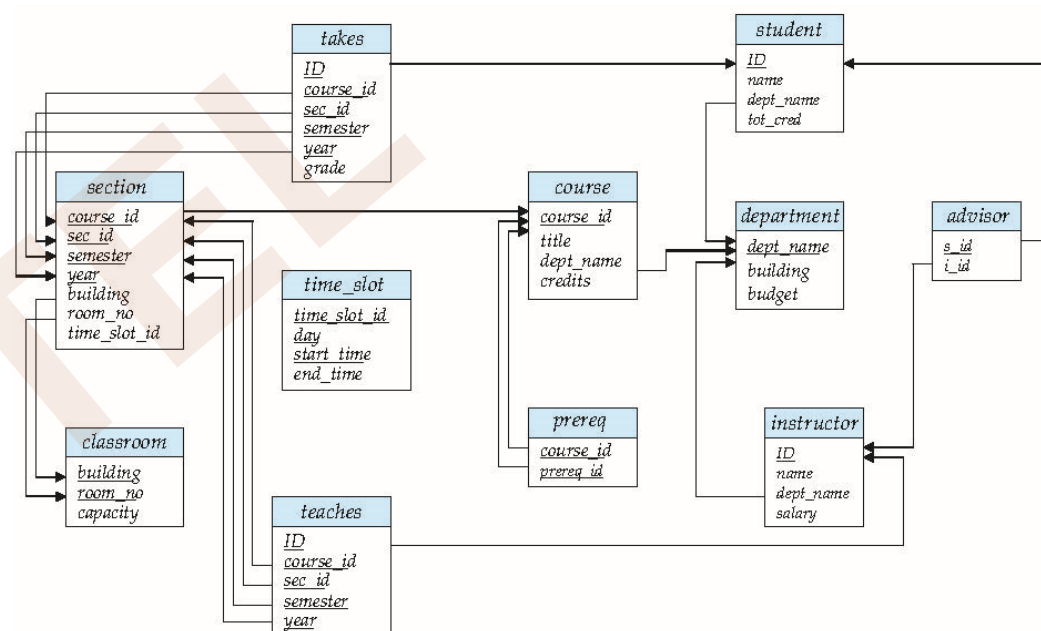 takes
ID
course_id
sec_id
semester
year
grade
student
ID
name
dept_name
tot_cred
section
course_id
sec_id
semester
year
building
room_no
time_slot_id
course
course_id
title
dept_name
credits
department
dept_name
building
budget
advisor
s_id
i_id
time_slot
time_slot_id
day
start_time
end_time
classroom
building
room_no
capacity
prereq
course_id
prereq_id
instructor
ID
name
dept_name
salary
teaches
ID
course_id
sec_id
semester
year